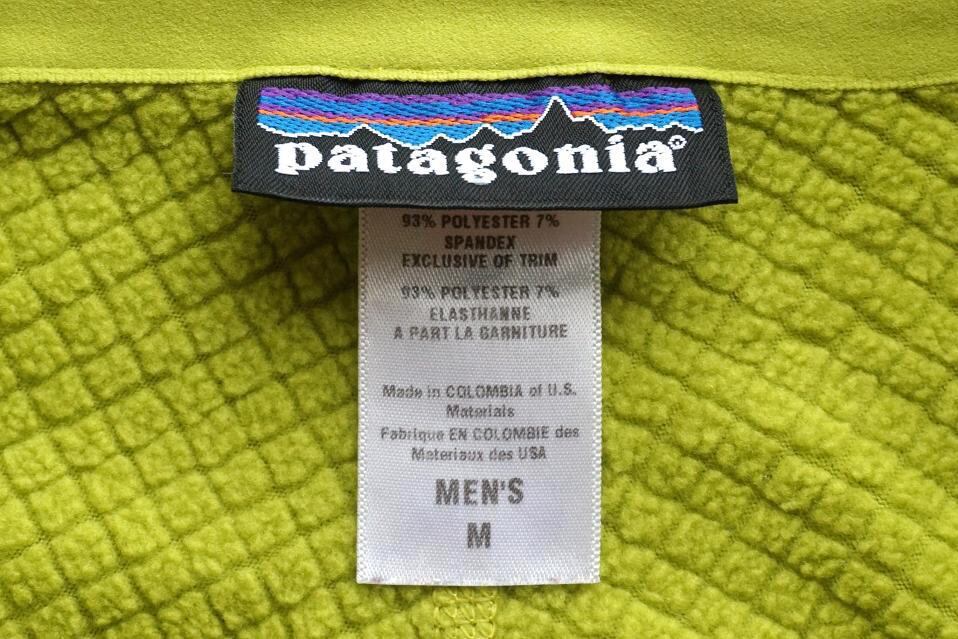 patagonia®
93% POLYESTER 7%
SPANDEX
EXCLUSIVE OF TRIM
93% POLYESTER 7%
ELASTHANNE
A PART LA GARNITURE
Made in COLOMBIA of U.S.
Materials
Fabrique EN COLOMBIE des
Materiaux des USA
MEN'S
M